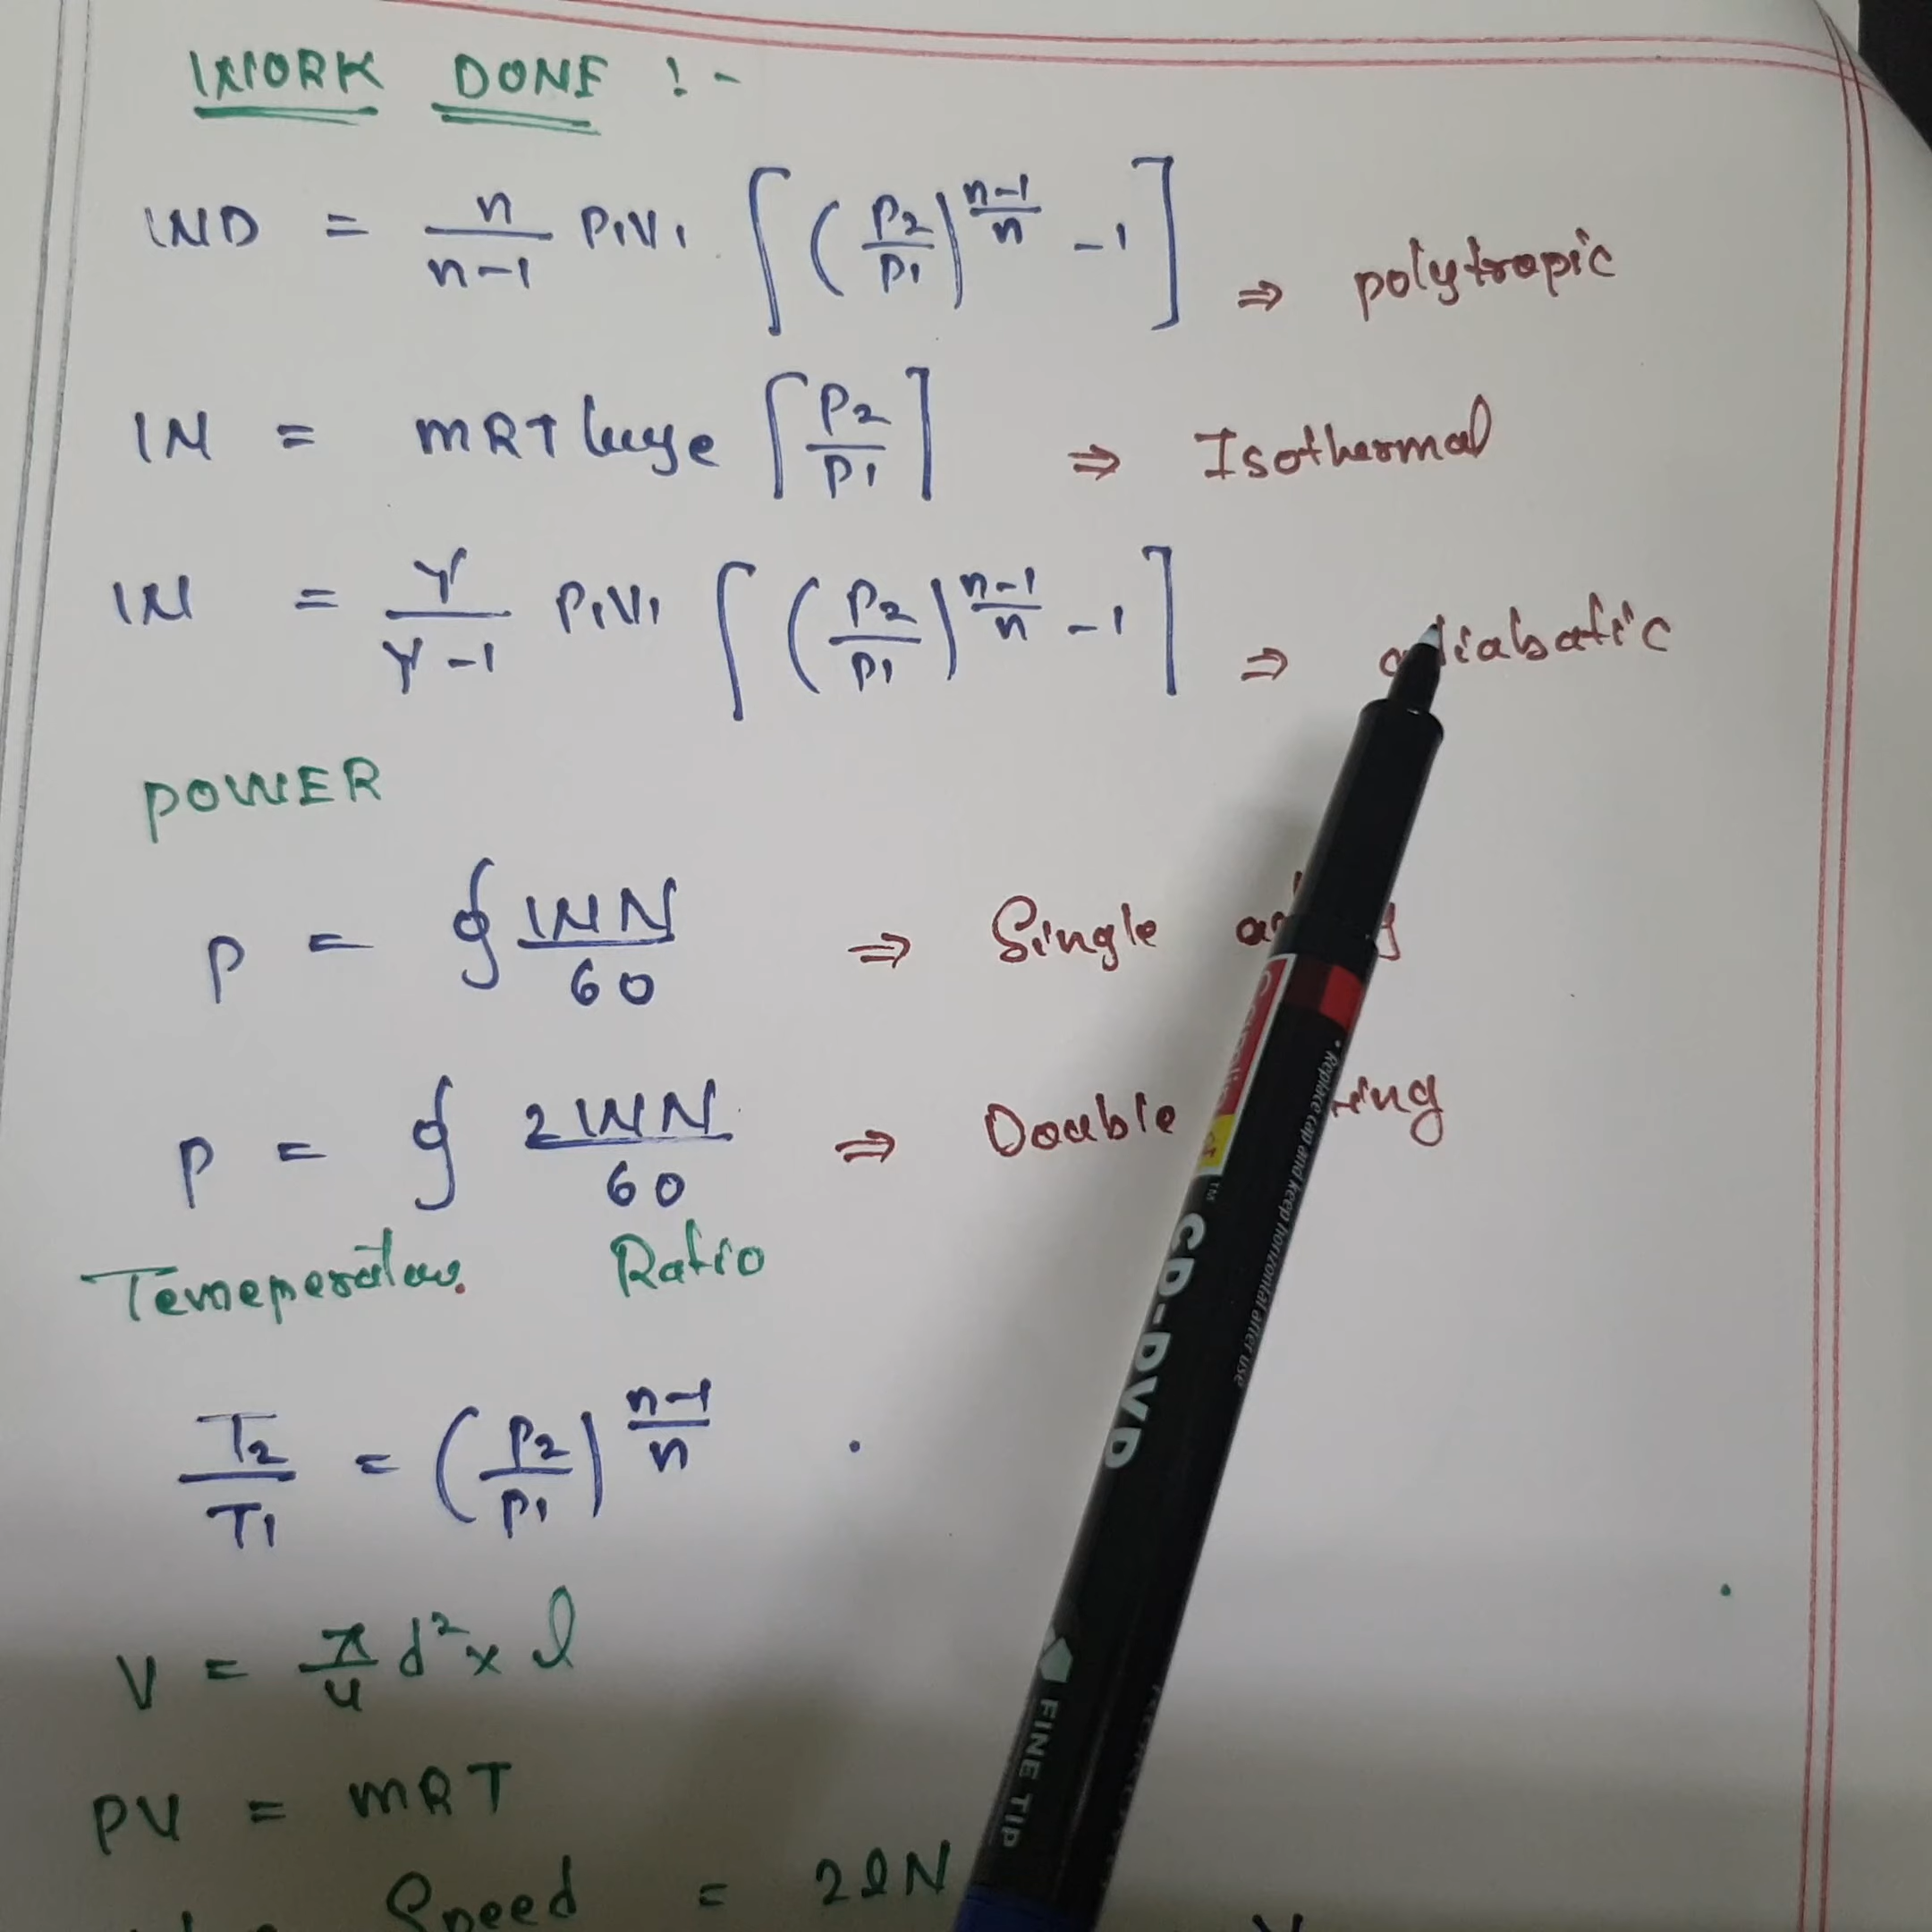 WORK DONE :-
WD = n/n-1 P1V1 [(P2/P1)^n-1/n -1] ⇒ polytropic
W = mRT loge [P2/P1] ⇒ Isothermal
W = γ/γ-1 P1V1 [(P2/P1)^n-1/n -1] ⇒ adiabatic
POWER
P = ∮ WN/60 ⇒ Single
P = ∮ 2WN/60 ⇒ Double
Ratio
T2/T1 = (P2/P1)^n-1/n
V = π/4 d² x l
PV = mRT
Speed = 2lN
Camlin
CD-DVD
FINE TIP
• Replace cap and keep horizontal after use